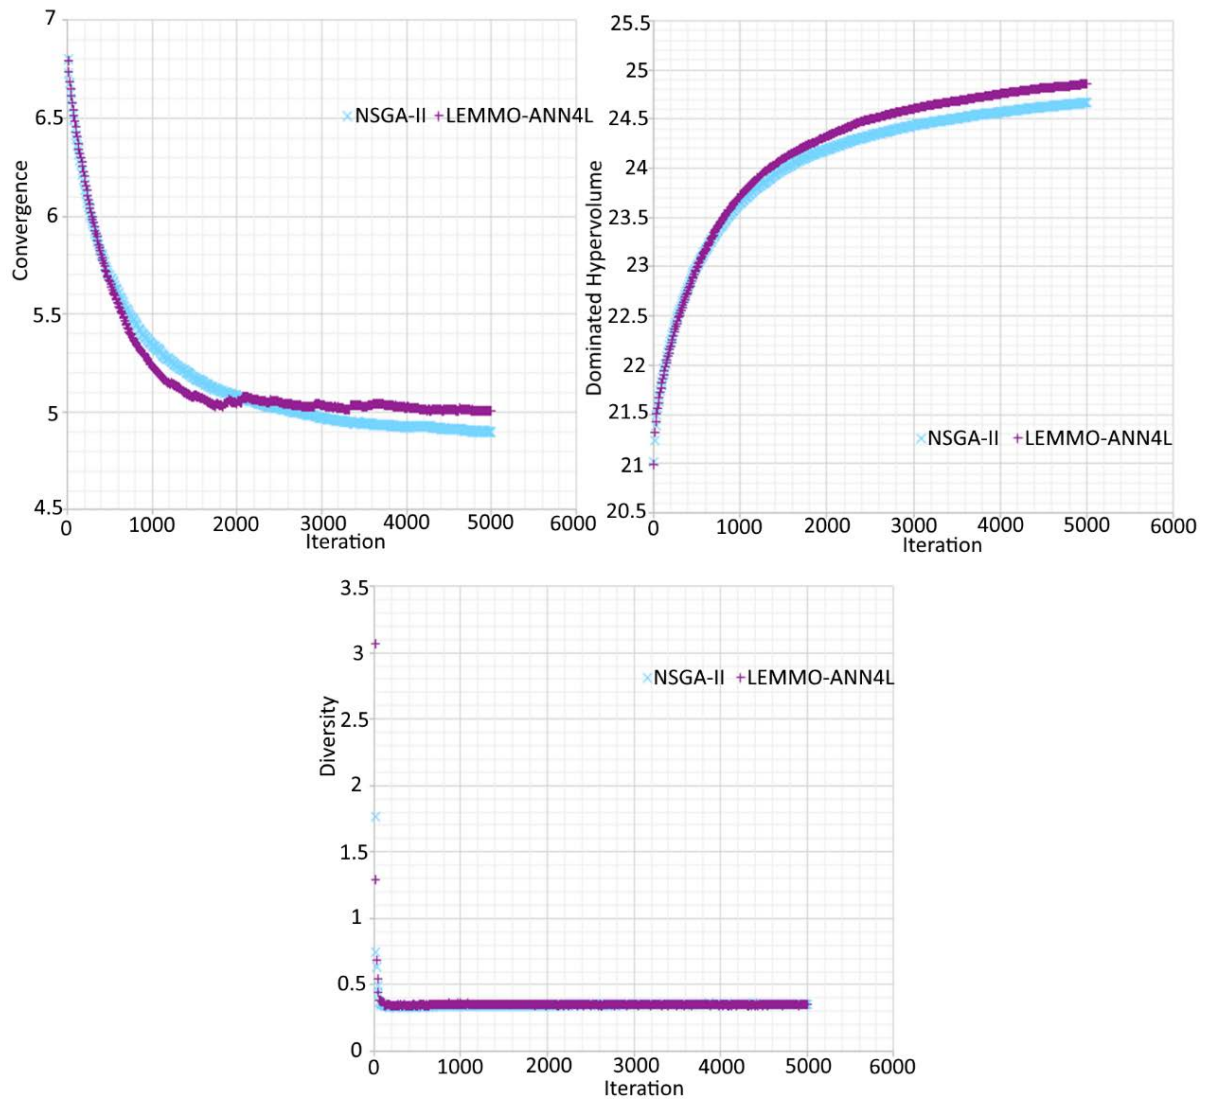 7
6.5
6
5.5
5
4.5
Convergence
×NSGA-II +LEMMO-ANN4L
0 1000 2000 3000 4000 5000 6000
Iteration
25.5
25
24.5
24
23.5
23
22.5
22
21.5
21
20.5
Dominated Hypervolume
×NSGA-II +LEMMO-ANN4L
0 1000 2000 3000 4000 5000 6000
Iteration
3.5
3
2.5
2
1.5
1
0.5
0
Diversity
×NSGA-II +LEMMO-ANN4L
0 1000 2000 3000 4000 5000 6000
Iteration